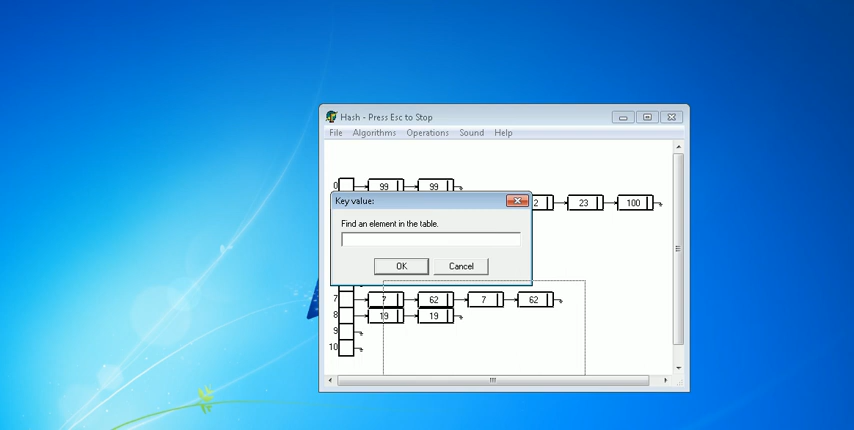 Hash - Press Esc to Stop
File Algorithms Operations Sound Help
0 99 99
2 23 100
Key value:
Find an element in the table.
OK Cancel
7 7 62 7 62
8 19 19
9
10